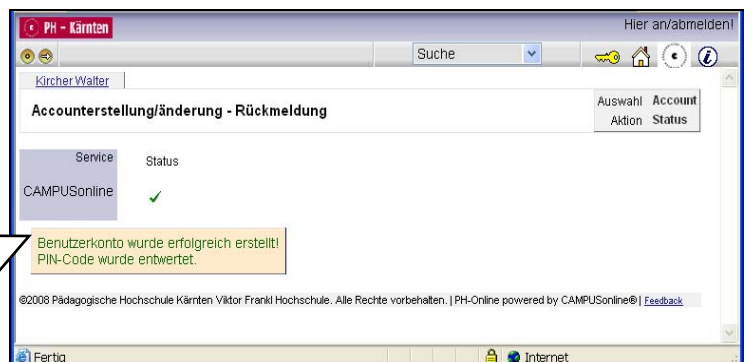 PH - Kärnten
Hier an/abmelden!
Suche
Kircher Walter
Accounterstellung/änderung - Rückmeldung
Auswahl Account
Aktion Status
Service Status
CAMPUSonline
Benutzerkonto wurde erfolgreich erstellt!
PIN-Code wurde entwertet.
©2008 Pädagogische Hochschule Kärnten Viktor Frankl Hochschule. Alle Rechte vorbehalten. | PH-Online powered by CAMPUSonline® | Feedback
Fertig Internet